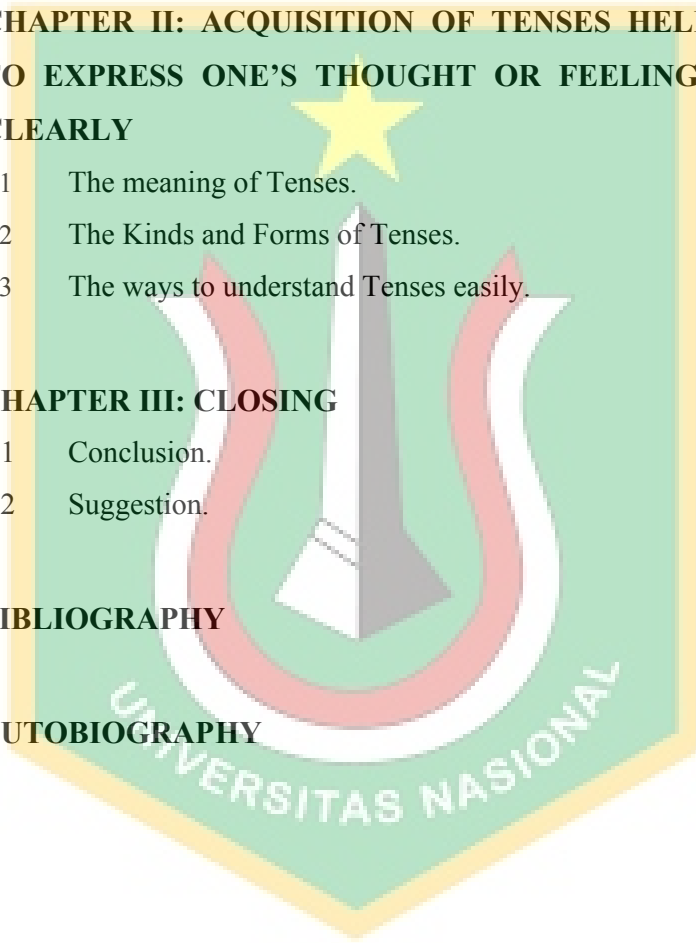 HAPTER II: ACQUISITION OF TENSES HEL
O EXPRESS ONE'S THOUGHT OR FEELING
LEARLY
1 The meaning of Tenses.
2 The Kinds and Forms of Tenses.
3 The ways to understand Tenses easily.
HAPTER III: CLOSING
1 Conclusion.
2 Suggestion.
IBLIOGRAPHY
UTOBIOGRAPHY
UNIVERSITAS NASIONAL